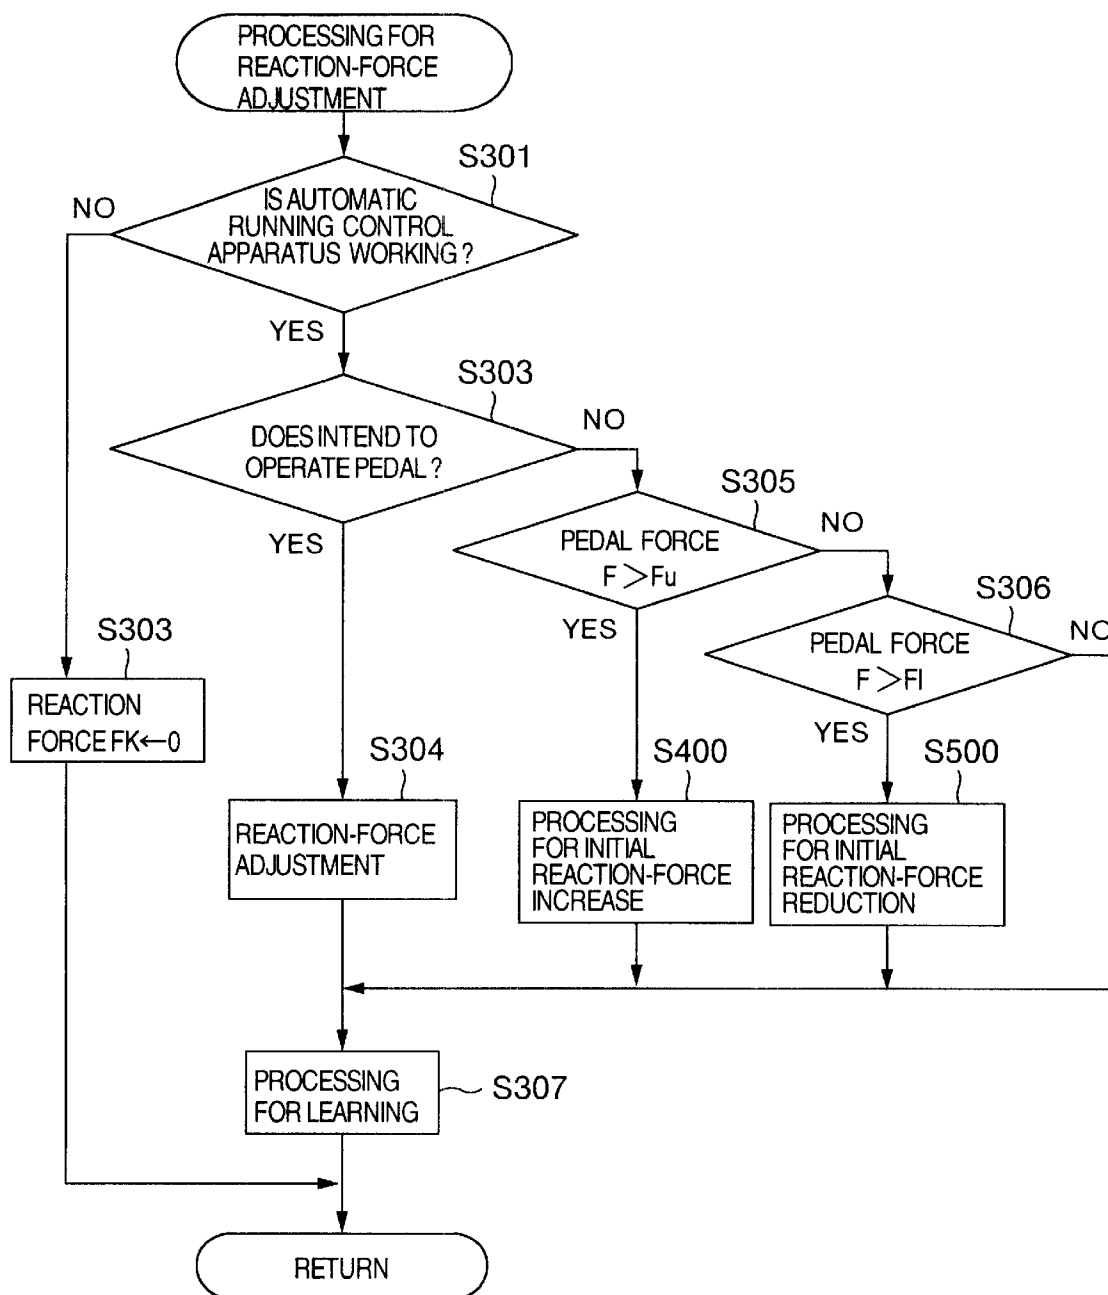 PROCESSING FOR
REACTION-FORCE
ADJUSTMENT
S301
IS AUTOMATIC
RUNNING CONTROL
APPARATUS WORKING ?
NO
YES
S303
DOES INTEND TO
OPERATE PEDAL ?
NO
YES
S305
PEDAL FORCE
F > Fu
NO
YES
S306
PEDAL FORCE
F > Fl
NO
YES
S303
REACTION
FORCE FK←0
S304
REACTION-FORCE
ADJUSTMENT
S400
PROCESSING
FOR INITIAL
REACTION-FORCE
INCREASE
S500
PROCESSING
FOR INITIAL
REACTION-FORCE
REDUCTION
PROCESSING
FOR LEARNING
S307
RETURN